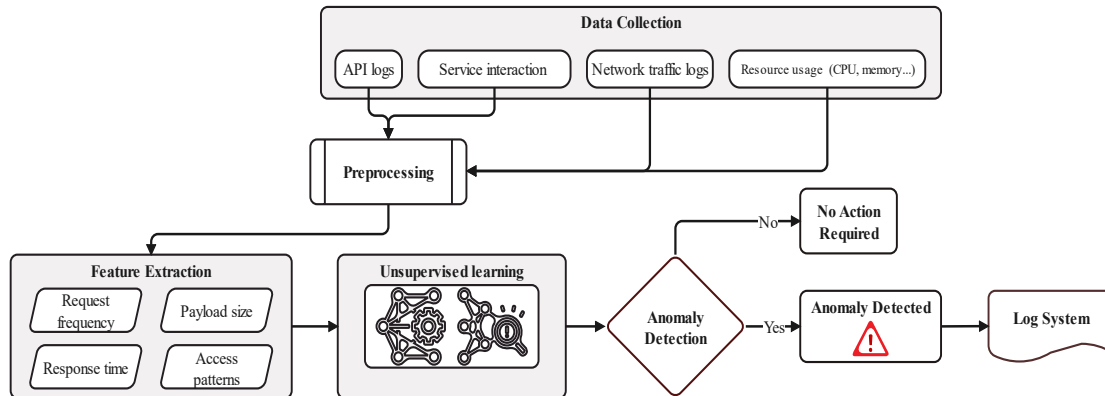 Data Collection
API logs
Service interaction
Network traffic logs
Resource usage (CPU, memory...)
Preprocessing
No
No Action
Required
Feature Extraction
Request
frequency
Payload size
Response time
Access
patterns
Unsupervised learning
Anomaly
Detection
Yes
Anomaly Detected
Log System